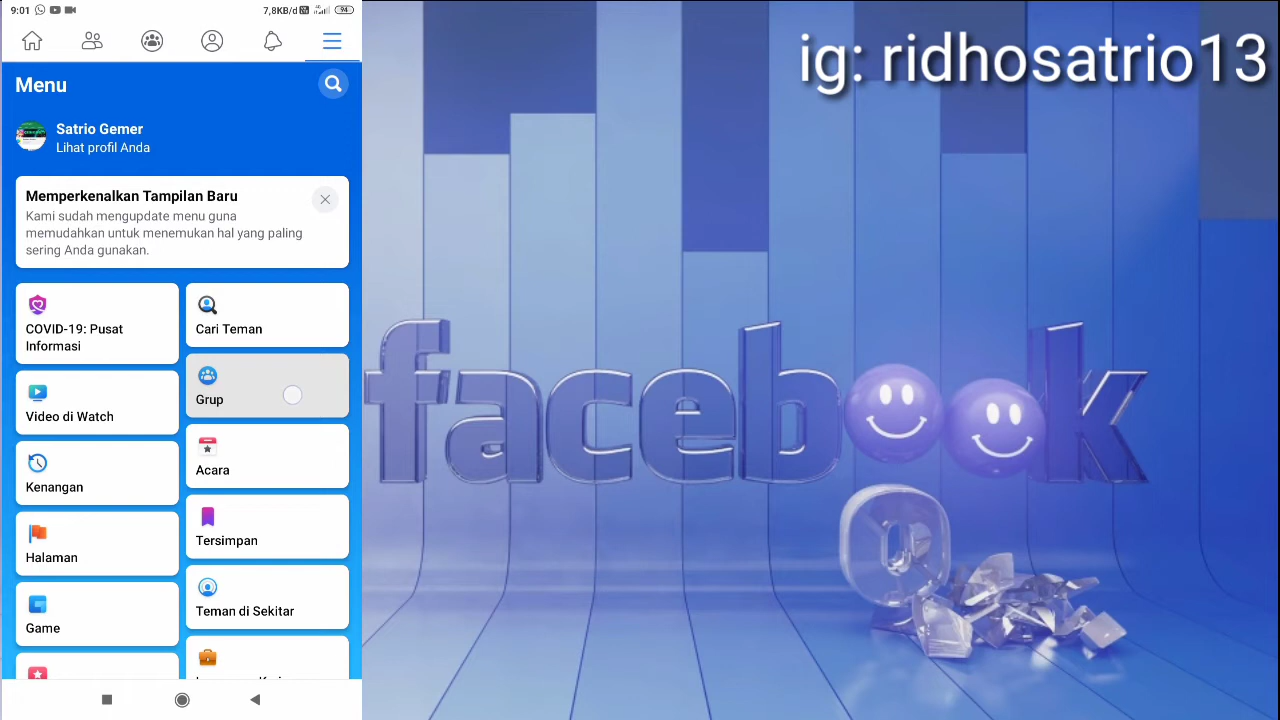 9:01
7,8KB/d
94
ig: ridhosatrio13
Menu
Satrio Gemer
Lihat profil Anda
Memperkenalkan Tampilan Baru
Kami sudah mengupdate menu guna
memudahkan untuk menemukan hal yang paling
sering Anda gunakan.
COVID-19: Pusat
Informasi
Cari Teman
Video di Watch
Grup
Kenangan
Acara
Halaman
Tersimpan
Game
Teman di Sekitar
facebook